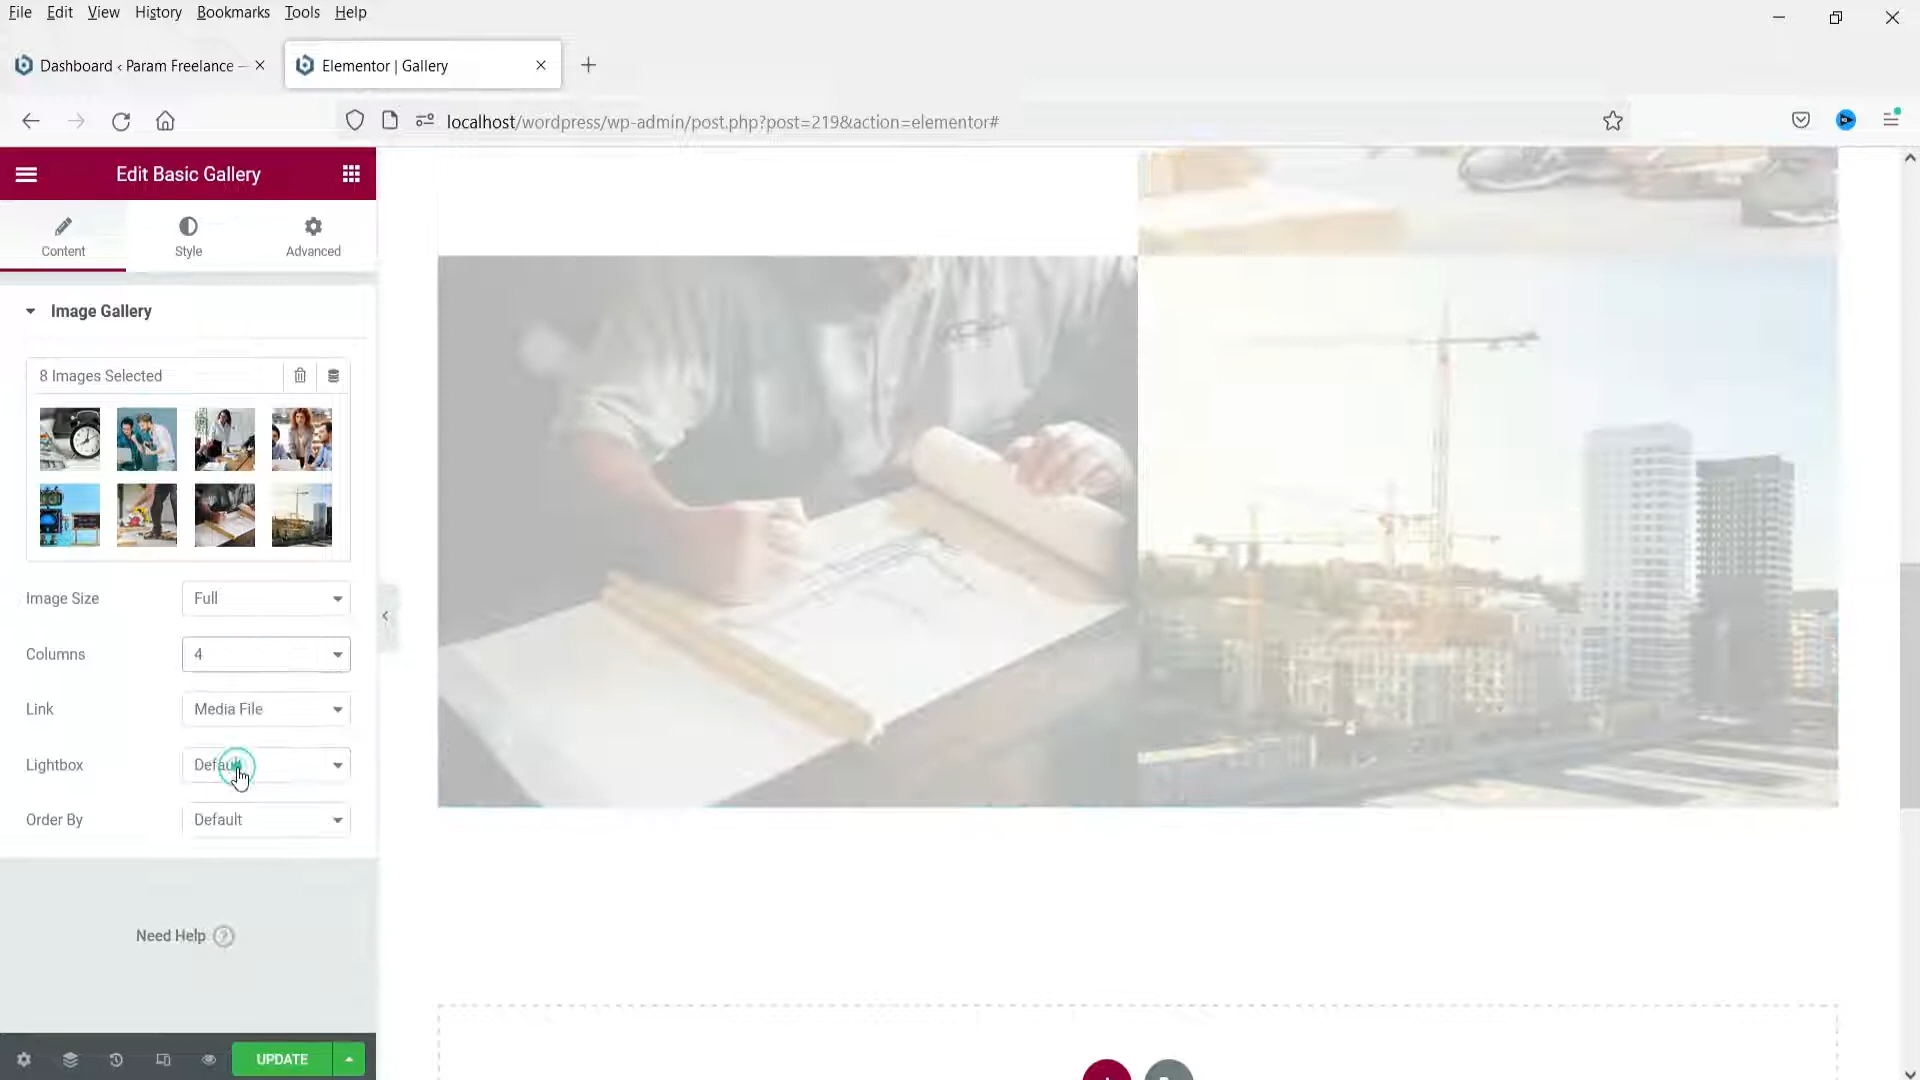 File Edit View History Bookmarks Tools Help
Dashboard ‹ Param Freelance —
Elementor | Gallery
localhost/wordpress/wp-admin/post.php?post=219&action=elementor#
Edit Basic Gallery
Content Style Advanced
Image Gallery
8 Images Selected
Image Size Full
Columns 4
Link Media File
Lightbox Default
Order By Default
Need Help ?
UPDATE